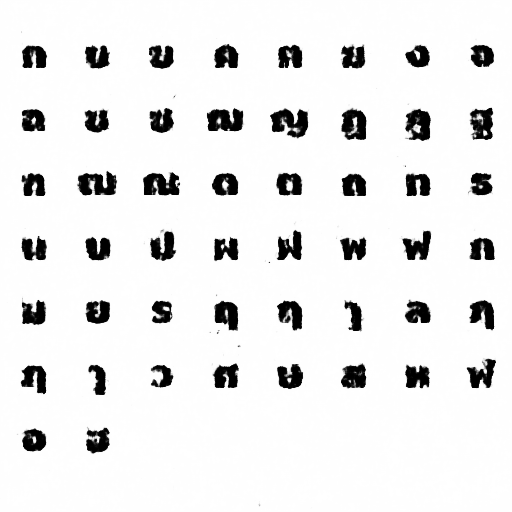 ก ข ฃ ค ฅ ฆ ง จ
ฉ ช ซ ฌ ญ ฎ ฏ ฐ
ฑ ฒ ณ ด ต ถ ท ธ
น บ ป ผ ฝ พ ฟ ภ
ม ย ร ฤ ฤ ๅ ล ฦ
ฦ ๅ ว ศ ษ ส ห ฬ
อ ฮ